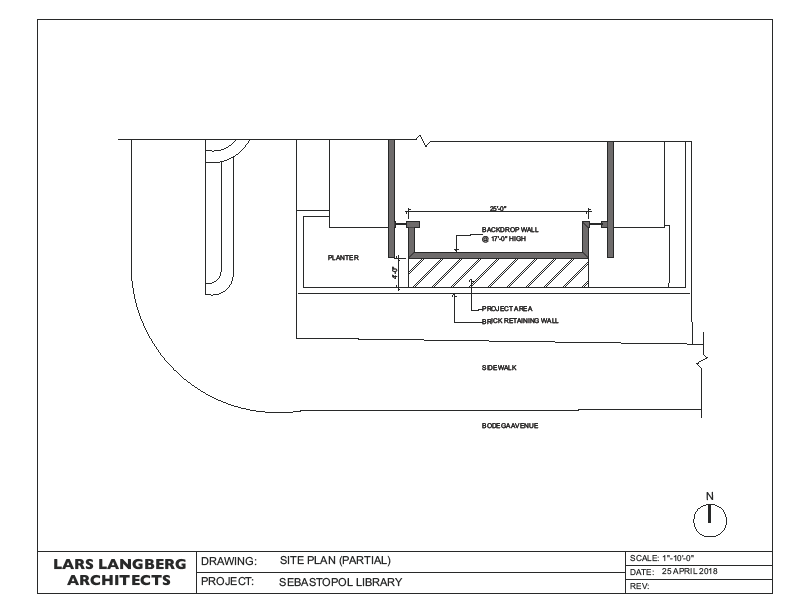 25'-0"
BACKDROP WALL
@ 17'-0" HIGH
PLANTER
4'-0"
PROJECT AREA
BRICK RETAINING WALL
SIDEWALK
BODEGA AVENUE
N
LARS LANGBERG
ARCHITECTS
DRAWING: SITE PLAN (PARTIAL)
PROJECT: SEBASTOPOL LIBRARY
SCALE: 1"-10'-0"
DATE: 25 APRIL 2018
REV: